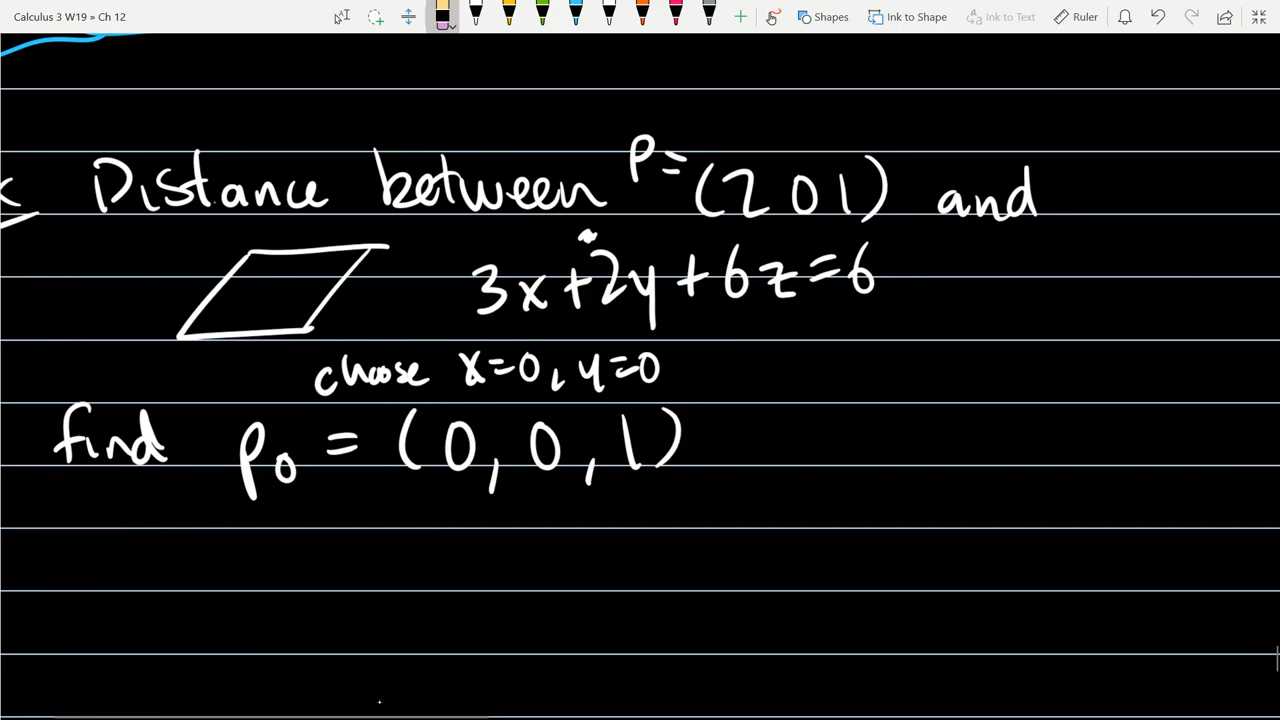 Calculus 3 W19 » Ch 12
Shapes Ink to Shape Ink to Text Ruler
Distance between P= (2 0 1) and
3x+2y+6z=6
choose x=0, y=0
find P₀ = (0, 0, 1)